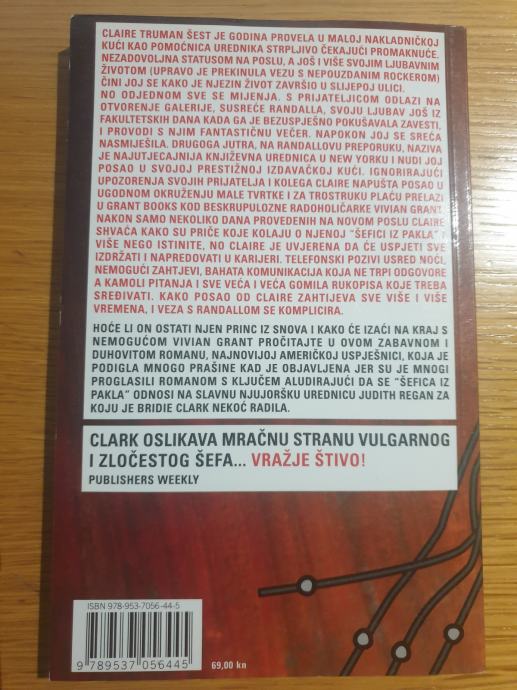 CLAIRE TRUMAN ŠEST JE GODINA PROVELA U MALOJ NAKLADNIČKOJ
KUĆI KAO POMOĆNICA UREDNIKA STRPLJIVO ČEKAJUĆI PROMAKNUĆE.
NEZADOVOLJNA STATUSOM NA POSLU, A JOŠ I VIŠE SVOJIM LJUBAVNIM
ŽIVOTOM (UPRAVO JE PREKINULA VEZU S NEPOUZDANIM ROCKEROM)
ČINI JOJ SE KAKO JE NJEZIN ŽIVOT ZAVRŠIO U SLIJEPOJ ULICI.
NO ODJEDNOM SVE SE MIJENJA. S PRIJATELJICOM ODLAZI NA
OTVORENJE GALERIJE, SUSREĆE RANDALLA, SVOJU LJUBAV JOŠ IZ
FAKULTETSKIH DANA KADA GA JE BEZUSPJEŠNO POKUŠAVALA ZAVESTI,
I PROVODI S NJIM FANTASTIČNU VEČER. NAPOKON JOJ SE SREĆA
NASMIJEŠILA. DRUGOGA JUTRA, NA RANDALLOVU PREPORUKU, NAZIVA
JE NAJUTJECAJNIJA KNJIŽEVNA UREDNICA U NEW YORKU I NUDI JOJ
POSAO U SVOJOJ PRESTIŽNOJ IZDAVAČKOJ KUĆI. IGNORIRAJUĆI
UPOZORENJA SVOJIH PRIJATELJA I KOLEGA CLAIRE NAPUŠTA POSAO U
UGODNOM OKRUŽENJU MALE TVRTKE I ZA TROSTRUKU PLAĆU PRELAZI
U GRANT BOOKS KOD BESKRUPULOZNE RADOHOLIČARKE VIVIAN GRANT.
NAKON SAMO NEKOLIKO DANA PROVEDENIH NA NOVOM POSLU CLAIRE
SHVAĆA KAKO SU PRIČE KOJE KOLAJU O NJENOJ "ŠEFICI IZ PAKLA" I
VIŠE NEGO ISTINITE, NO CLAIRE JE UVJERENA DA ĆE USPJETI SVE
IZDRŽATI I NAPREDOVATI U KARIJERI. TELEFONSKI POZIVI USRED NOĆI,
NEMOGUĆI ZAHTJEVI, BAHATA KOMUNIKACIJA KOJA NE TRPI ODGOVORE
A KAMOLI PITANJA I SVE VEĆA I VEĆA GOMILA RUKOPISA KOJE TREBA
SREĐIVATI. KAKO POSAO OD CLAIRE ZAHTIJEVA SVE VIŠE I VIŠE
VREMENA, I VEZA S RANDALLOM SE KOMPLICIRA.
HOĆE LI ON OSTATI NJEN PRINC IZ SNOVA I KAKO ĆE IZAĆI NA KRAJ S
NEMOGUĆOM VIVIAN GRANT PROČITAJTE U OVOM ZABAVNOM I
DUHOVITOM ROMANU, NAJNOVIJOJ AMERIČKOJ USPJEŠNICI, KOJA JE
PODIGLA MNOGO PRAŠINE KAD JE OBJAVLJENA JER SU JE MNOGI
PROGLASILI ROMANOM S KLJUČEM ALUDIRAJUĆI DA SE "ŠEFICA IZ
PAKLA" ODNOSI NA SLAVNU NJUJORŠKU UREDNICU JUDITH REGAN ZA
KOJU JE BRIDIE CLARK NEKOĆ RADILA.
CLARK OSLIKAVA MRAČNU STRANU VULGARNOG
I ZLOČESTOG ŠEFA... VRAŽJE ŠTIVO!
PUBLISHERS WEEKLY
ISBN 978-953-7056-44-5
9 789537 056445
69,00 kn